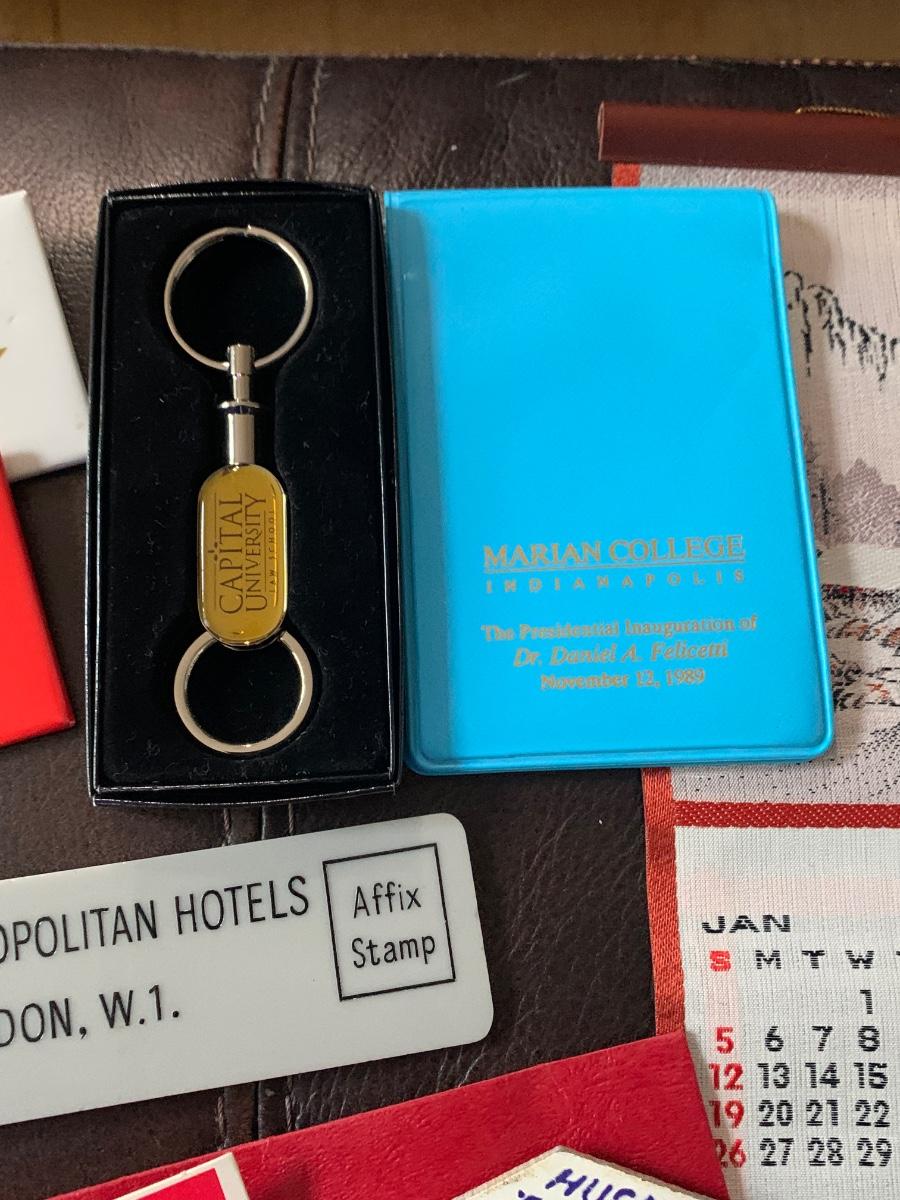 CAPITAL
UNIVERSITY
LAW SCHOOL
MARIAN COLLEGE
INDIANAPOLIS
The Presidential Inauguration of
Dr. Daniel A. Felicetti
November 12, 1989
OPOLITAN HOTELS
DON, W.1.
Affix
Stamp
JAN
S M T W
1
5 6 7 8
12 13 14 15
19 20 21 22
26 27 28 29